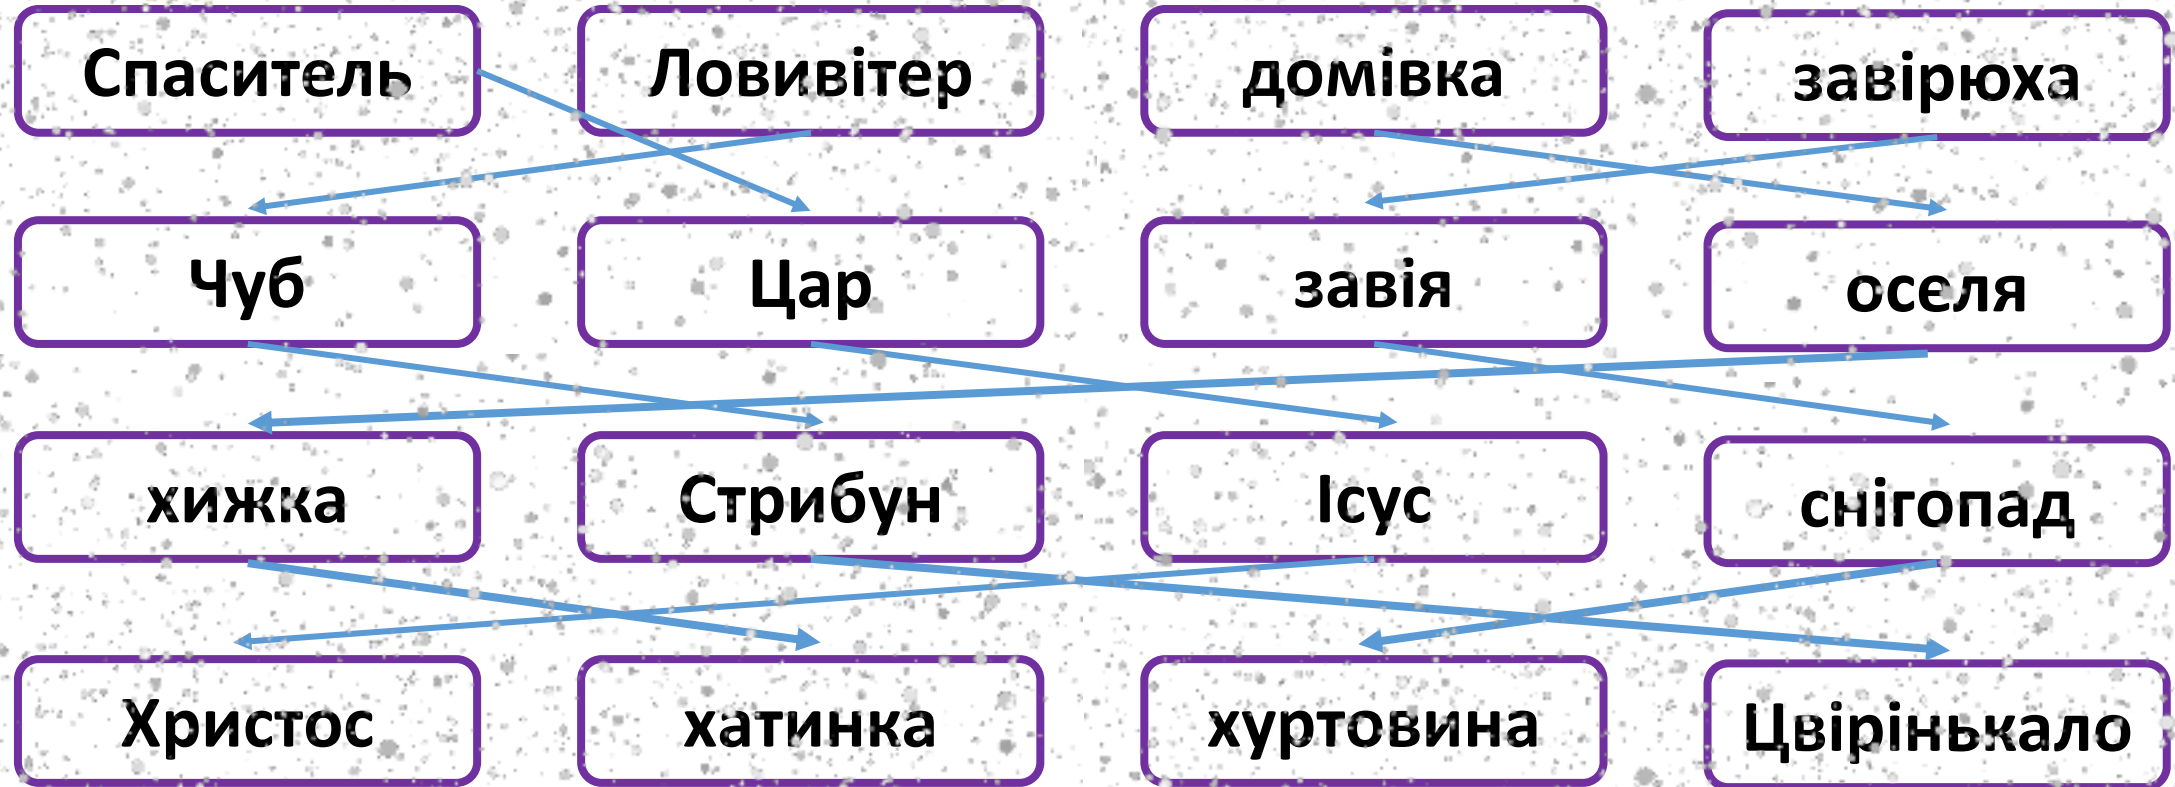 Спаситель
Ловивітер
домівка
завірюха
Чуб
Цар
завія
оселя
хижка
Стрибун
Ісус
снігопад
Христос
хатинка
хуртовина
Цвірінькало